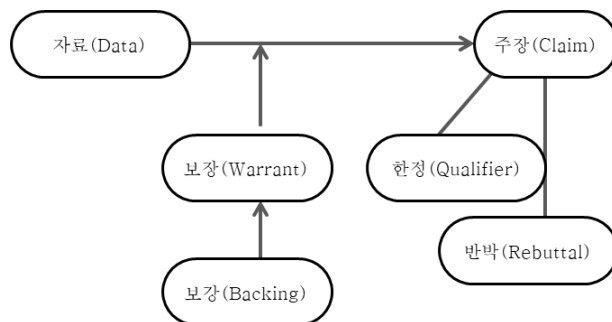 자료(Data)
주장(Claim)
보장(Warrant)
한정(Qualifier)
반박(Rebuttal)
보강(Backing)